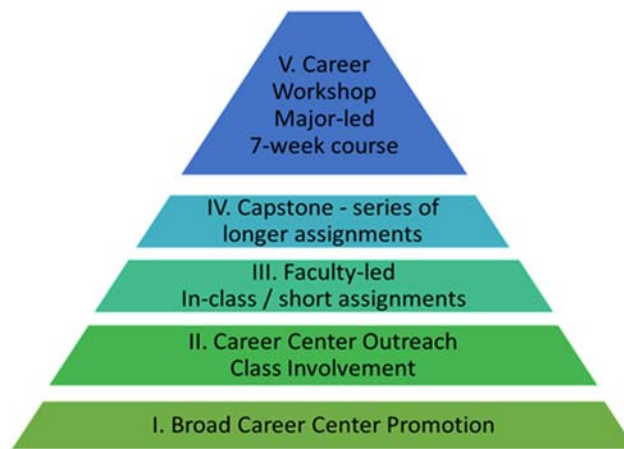 V. Career
Workshop
Major-led
7-week course
IV. Capstone - series of
longer assignments
III. Faculty-led
In-class / short assignments
II. Career Center Outreach
Class Involvement
I. Broad Career Center Promotion